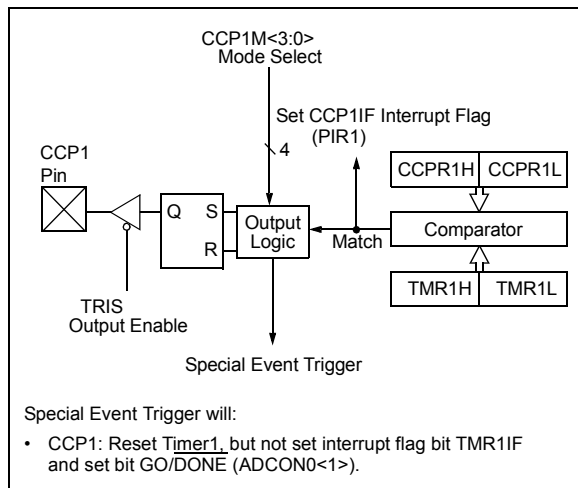 CCP1M<3:0>
Mode Select
Set CCP1IF Interrupt Flag
(PIR1)
4
CCP1
Pin
CCPR1H CCPR1L
Q S
R
Output
Logic
Match
Comparator
TRIS
Output Enable
TMR1H TMR1L
Special Event Trigger
Special Event Trigger will:
• CCP1: Reset Timer1, but not set interrupt flag bit TMR1IF
and set bit GO/DONE (ADCON0<1>).